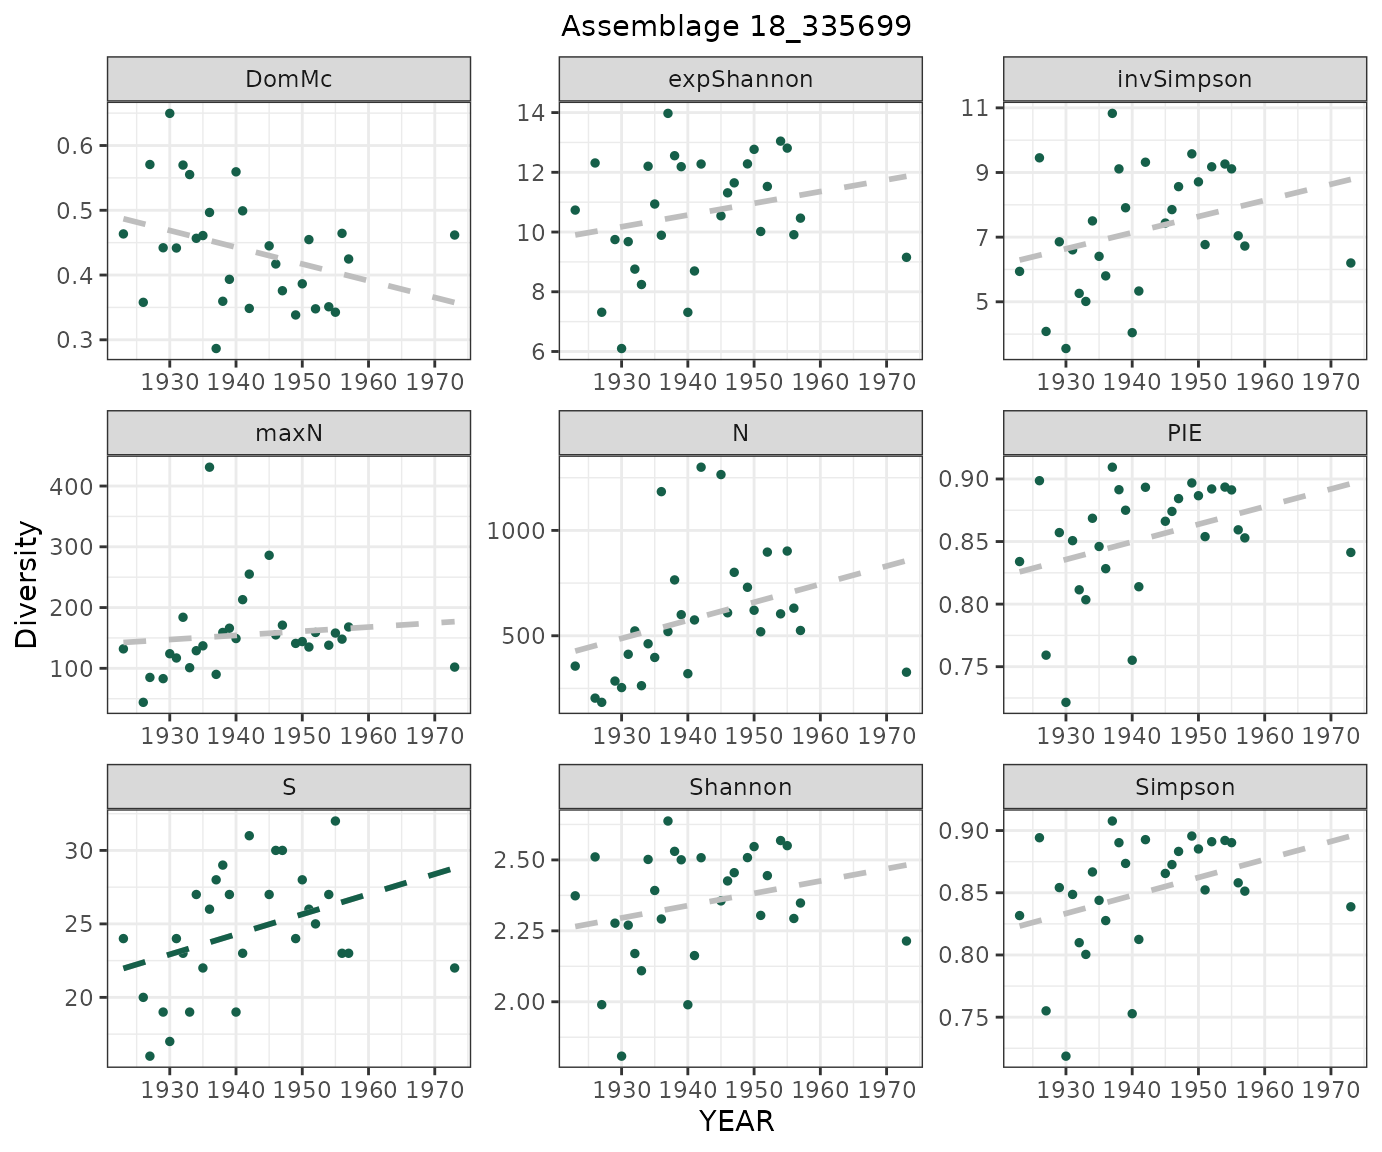 Assemblage 18_335699
DomMc
expShannon
invSimpson
0.6
0.5
0.4
0.3
14
12
10
8
6
11
9
7
5
1930 1940 1950 1960 1970
1930 1940 1950 1960 1970
1930 1940 1950 1960 1970
maxN
N
PIE
Diversity
400
300
200
100
1000
500
0.90
0.85
0.80
0.75
1930 1940 1950 1960 1970
1930 1940 1950 1960 1970
1930 1940 1950 1960 1970
S
Shannon
Simpson
30
25
20
2.50
2.25
2.00
0.90
0.85
0.80
0.75
1930 1940 1950 1960 1970
1930 1940 1950 1960 1970
1930 1940 1950 1960 1970
YEAR